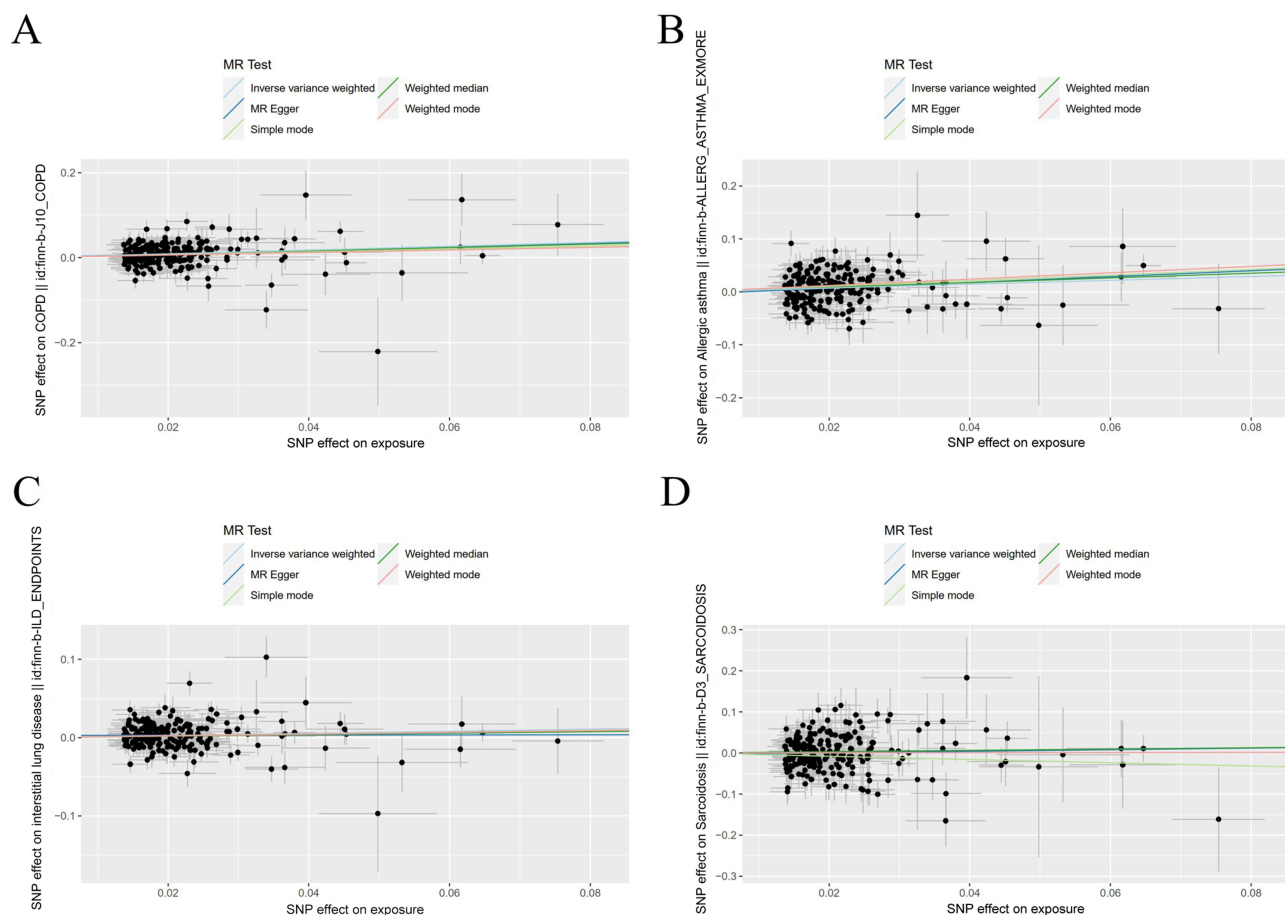 A
MR Test
Inverse variance weighted
Weighted median
MR Egger
Weighted mode
Simple mode
SNP effect on COPD || id:finn-b-J10_COPD
0.2
0.0
−0.2
0.02
0.04
0.06
0.08
SNP effect on exposure
B
MR Test
Inverse variance weighted
Weighted median
MR Egger
Weighted mode
Simple mode
SNP effect on Allergic asthma || id:finn-b-ALLERG_ASTHMA_EXMORE
0.2
0.1
0.0
−0.1
−0.2
0.02
0.04
0.06
0.08
SNP effect on exposure
C
MR Test
Inverse variance weighted
Weighted median
MR Egger
Weighted mode
Simple mode
SNP effect on interstitial lung disease || id:finn-b-ILD_ENDPOINTS
0.1
0.0
−0.1
0.02
0.04
0.06
0.08
SNP effect on exposure
D
MR Test
Inverse variance weighted
Weighted median
MR Egger
Weighted mode
Simple mode
SNP effect on Sarcoidosis || id:finn-b-D3_SARCOIDOSIS
0.3
0.2
0.1
0.0
−0.1
−0.2
−0.3
0.02
0.04
0.06
0.08
SNP effect on exposure